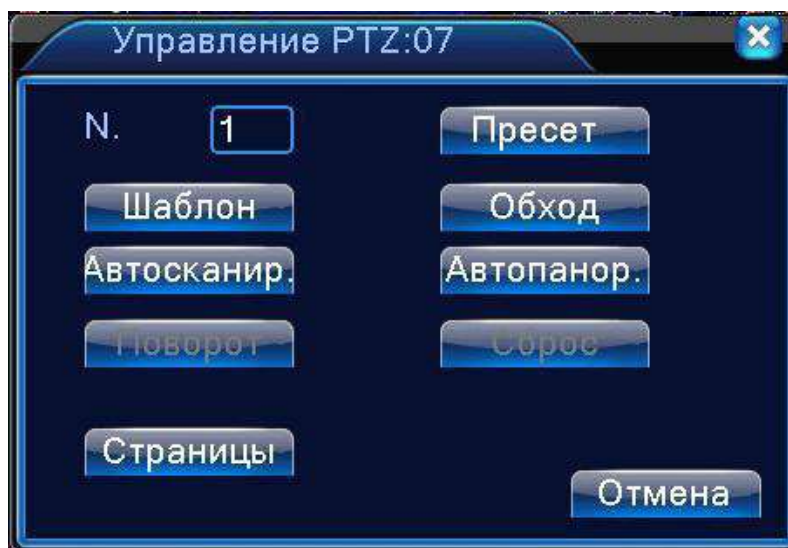 Управление PTZ:07
N. 1 Пресет
Шаблон Обход
Автосканир. Автопанор.
Поворот Сброс
Страницы
Отмена